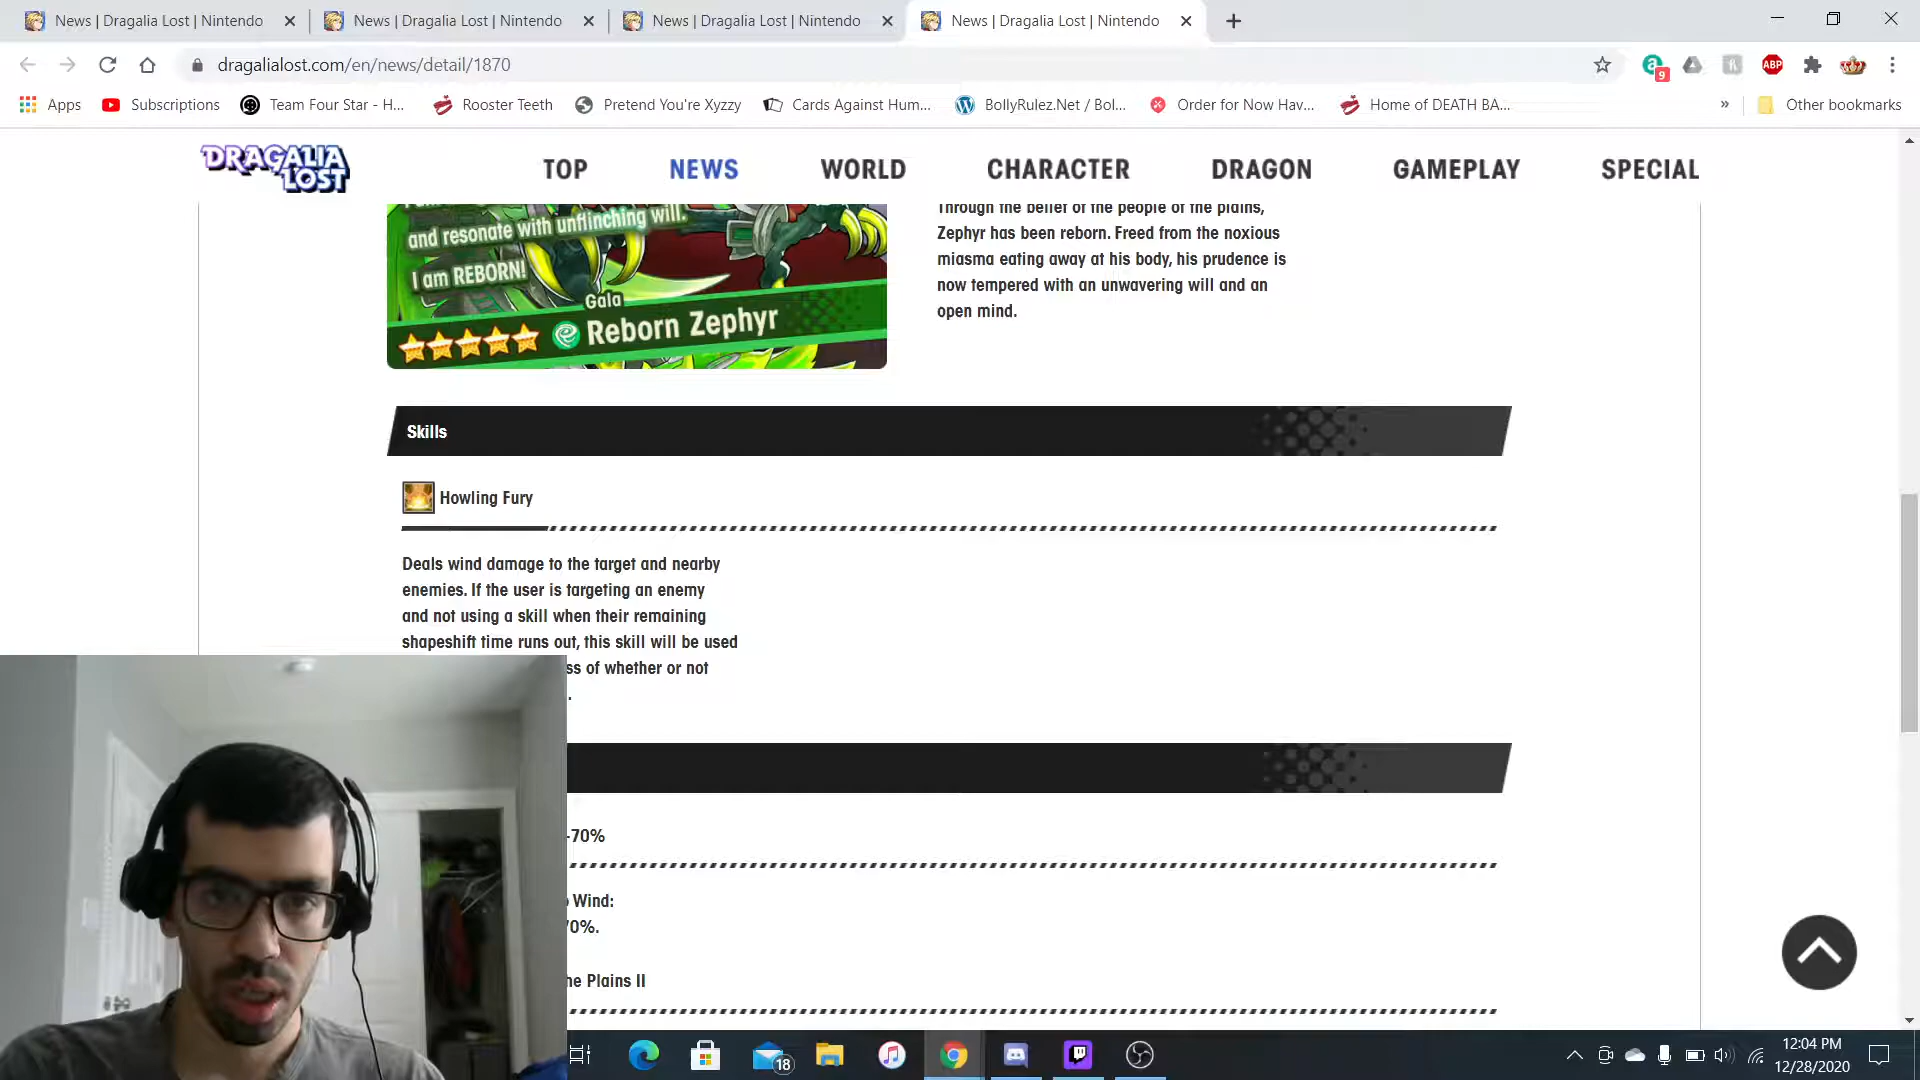 News | Dragalia Lost | Nintendo
News | Dragalia Lost | Nintendo
News | Dragalia Lost | Nintendo
News | Dragalia Lost | Nintendo
dragalialost.com/en/news/detail/1870
9
ABP
Apps
Subscriptions
Team Four Star - H...
Rooster Teeth
Pretend You're Xyzzy
Cards Against Hum...
BollyRulez.Net / Bol...
Order for Now Hav...
Home of DEATH BA...
»
Other bookmarks
DRAGALIA LOST
TOP
NEWS
WORLD
CHARACTER
DRAGON
GAMEPLAY
SPECIAL
and resonate with unflinching will.
I am REBORN!
Gala
Reborn Zephyr
Through the belief of the people of the plains,
Zephyr has been reborn. Freed from the noxious
miasma eating away at his body, his prudence is
now tempered with an unwavering will and an
open mind.
Skills
Howling Fury
Deals wind damage to the target and nearby
enemies. If the user is targeting an enemy
and not using a skill when their remaining
shapeshift time runs out, this skill will be used
ss of whether or not
.
-70%
Wind:
70%.
he Plains II
18
12:04 PM
12/28/2020